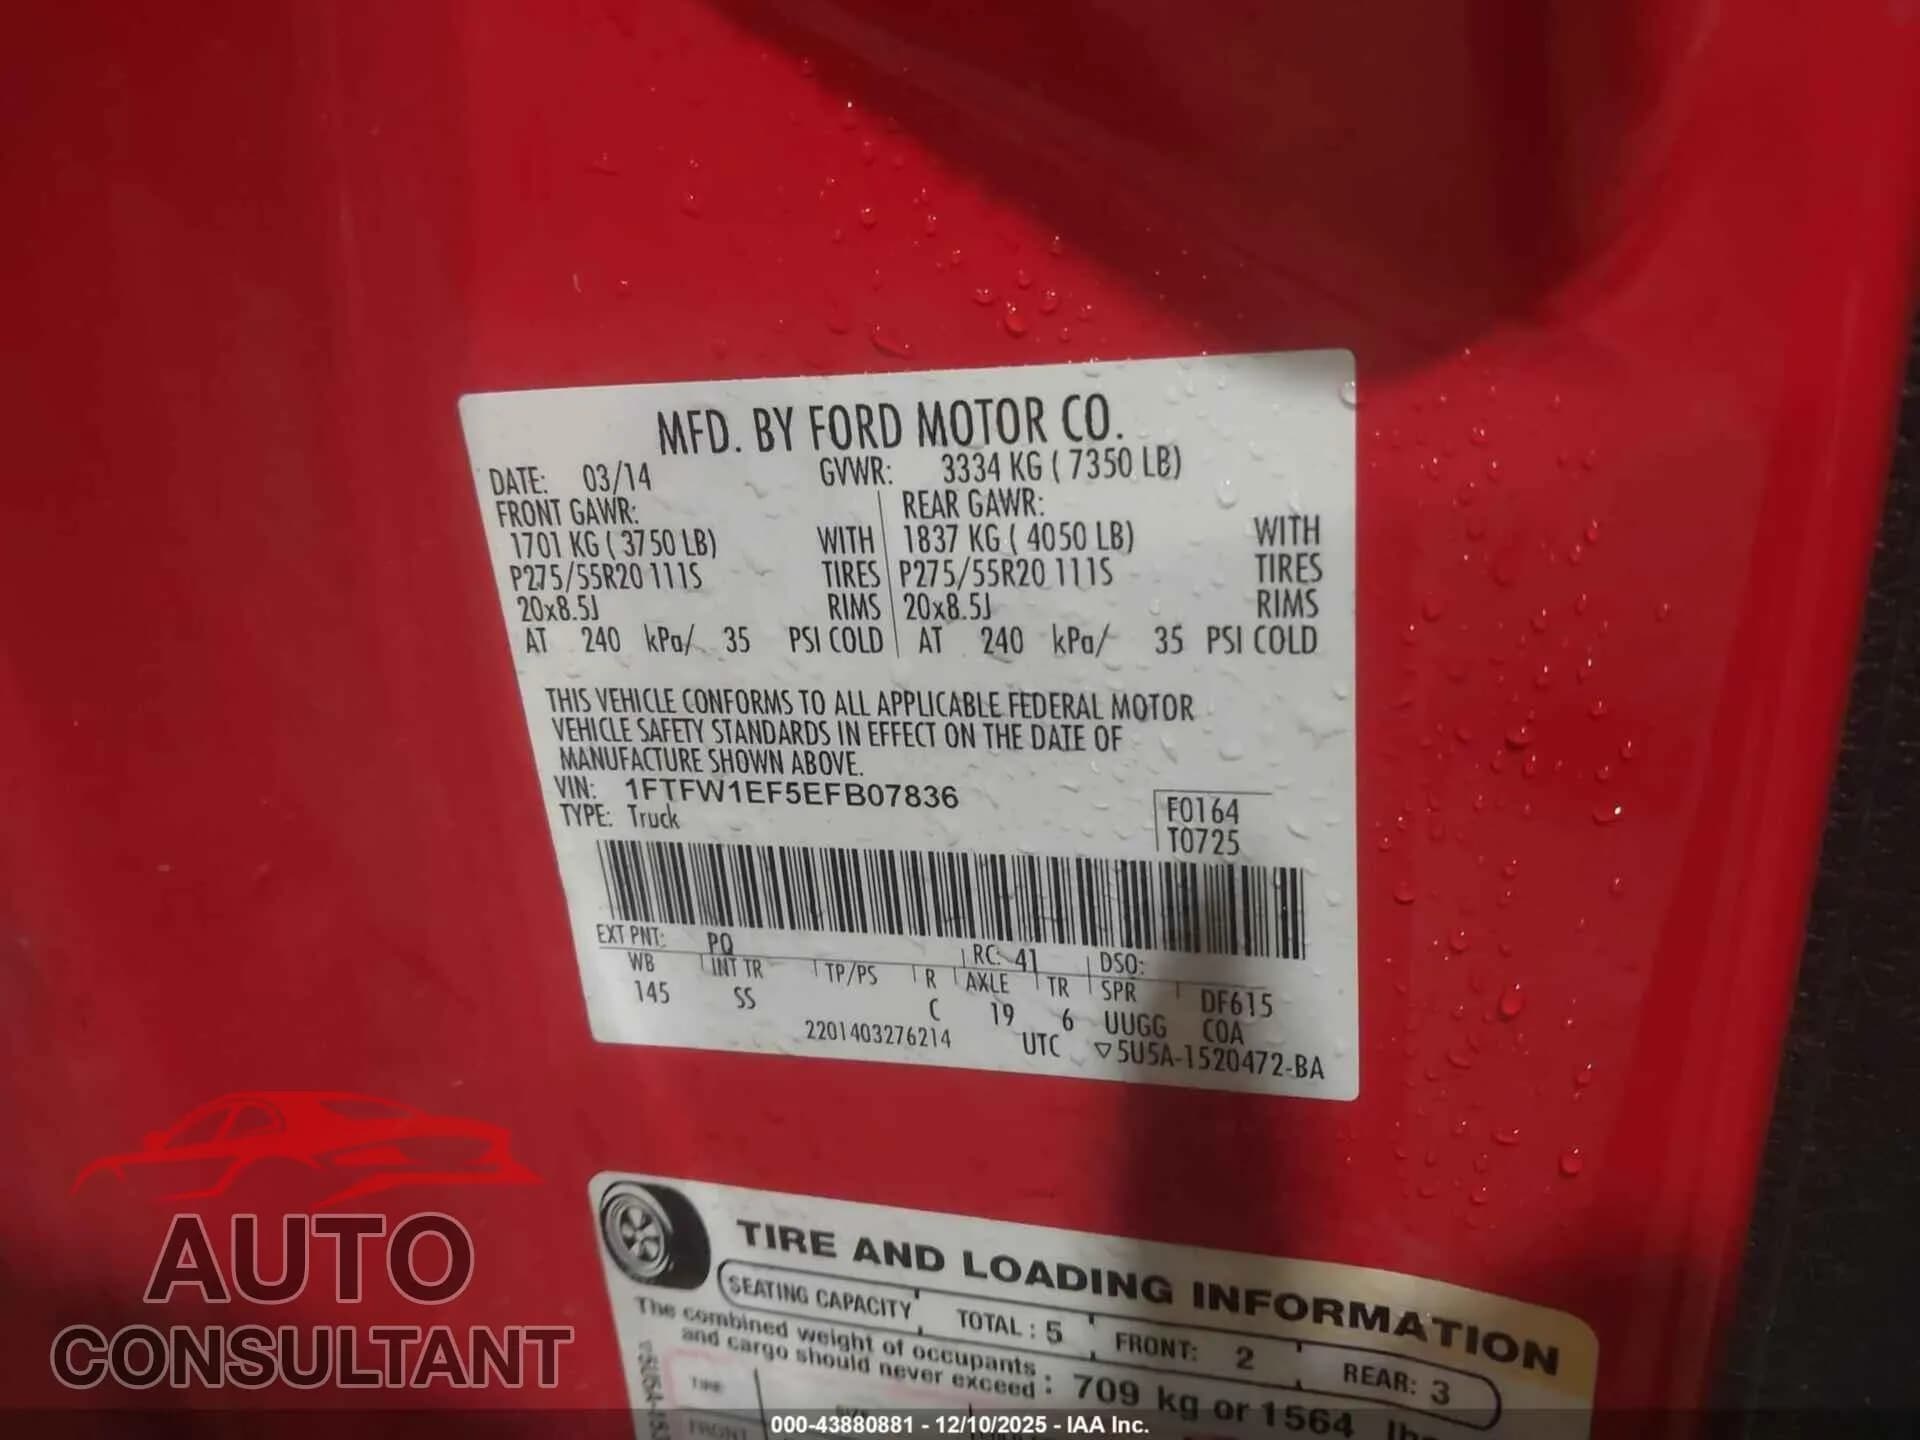 MFD. BY FORD MOTOR CO.
DATE: 03/14 GVWR: 3334 KG ( 7350 LB)
FRONT GAWR: REAR GAWR:
1701 KG ( 3750 LB) WITH 1837 KG ( 4050 LB) WITH
P275/55R20 111S TIRES P275/55R20 111S TIRES
20x8.5J RIMS 20x8.5J RIMS
AT 240 kPa/ 35 PSI COLD AT 240 kPa/ 35 PSI COLD
THIS VEHICLE CONFORMS TO ALL APPLICABLE FEDERAL MOTOR
VEHICLE SAFETY STANDARDS IN EFFECT ON THE DATE OF
MANUFACTURE SHOWN ABOVE.
VIN: 1FTFW1EF5EFB07836
TYPE: Truck
F0164
T0725
EXT PNT: PQ RC: 41 DSO:
WB INT TR TP/PS R AXLE TR SPR DF615
145 SS C 19 6 UUGG COA
2201403276214 UTC ▽5U5A-1520472-BA
TIRE AND LOADING INFORMATION
SEATING CAPACITY TOTAL : 5 FRONT: 2 REAR: 3
The combined weight of occupants
and cargo should never exceed : 709 kg or 1564 lbs
TIRE
FRONT
AUTO
CONSULTANT
000-43880881 - 12/10/2025 - IAA Inc.